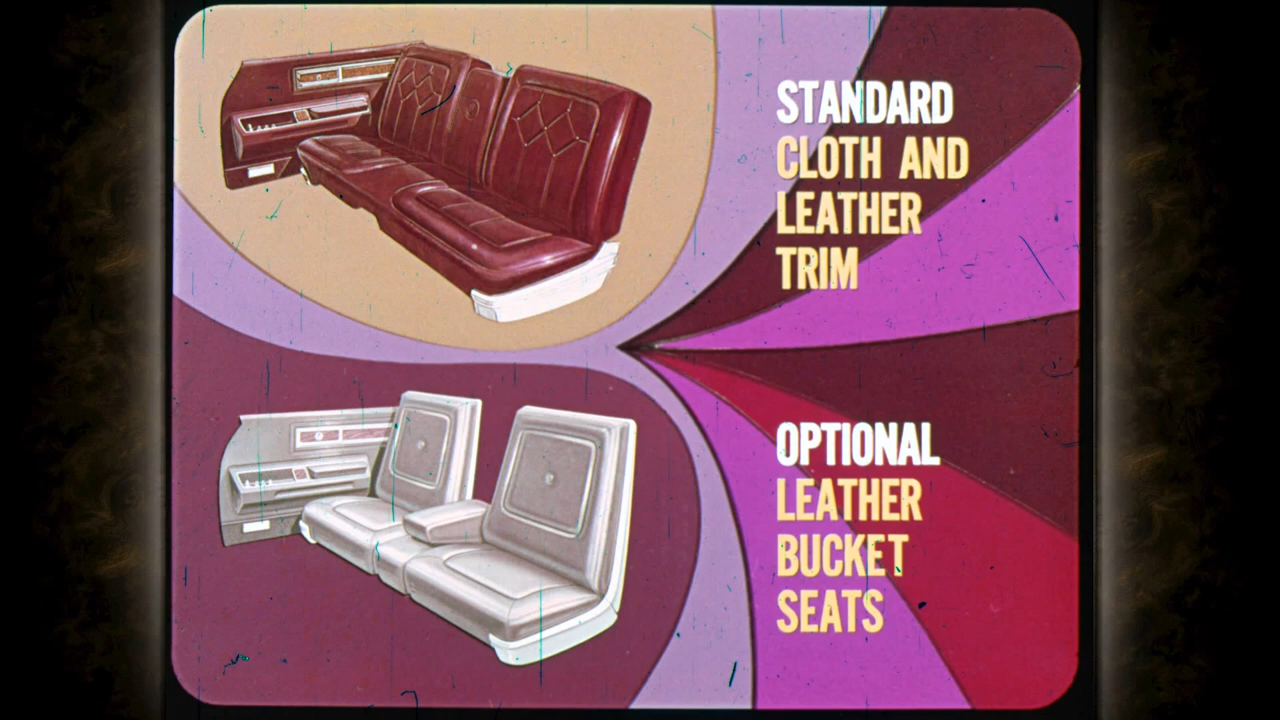 STANDARD
CLOTH AND
LEATHER
TRIM
OPTIONAL
LEATHER
BUCKET
SEATS